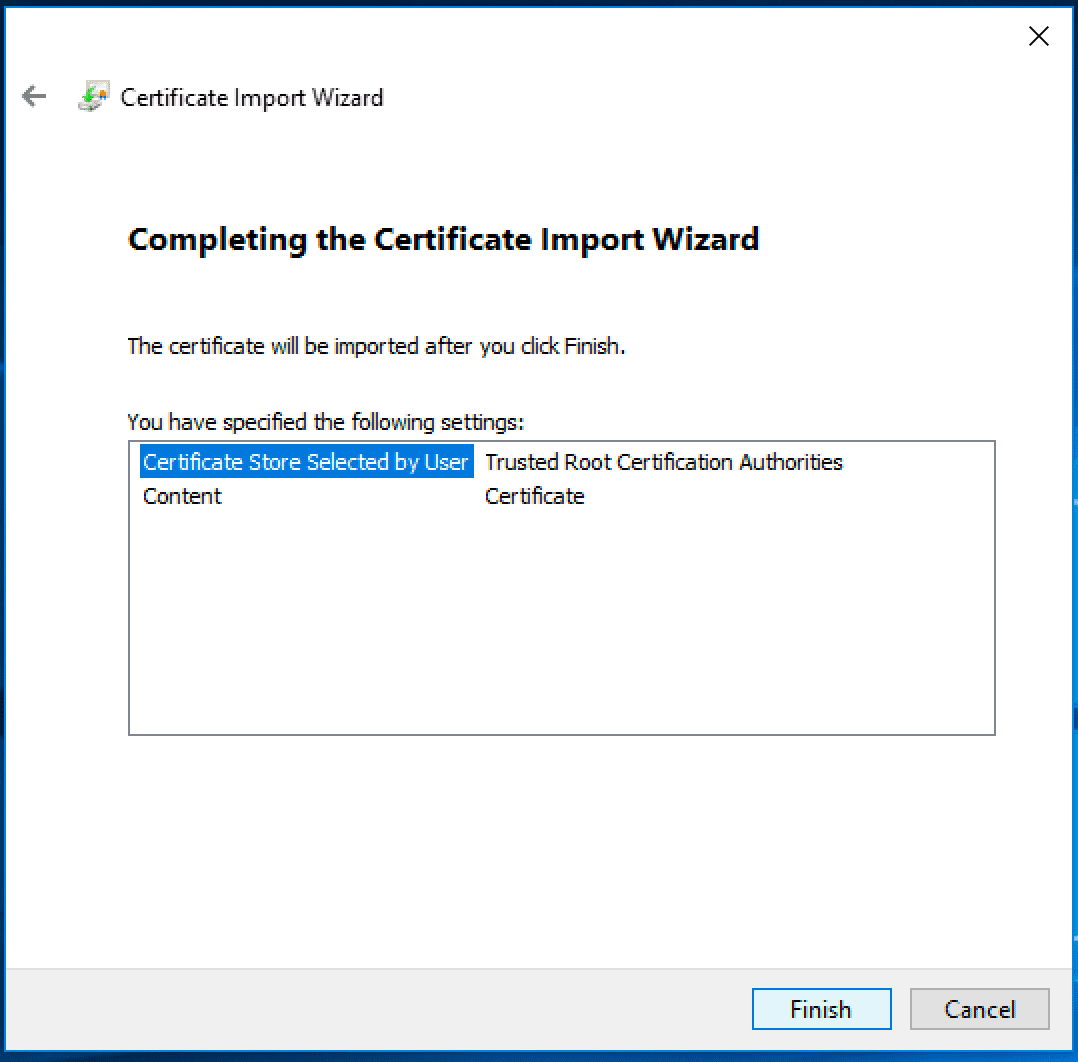 Certificate Import Wizard
Completing the Certificate Import Wizard
The certificate will be imported after you click Finish.
You have specified the following settings:
Certificate Store Selected by User Trusted Root Certification Authorities
Content Certificate
Finish Cancel